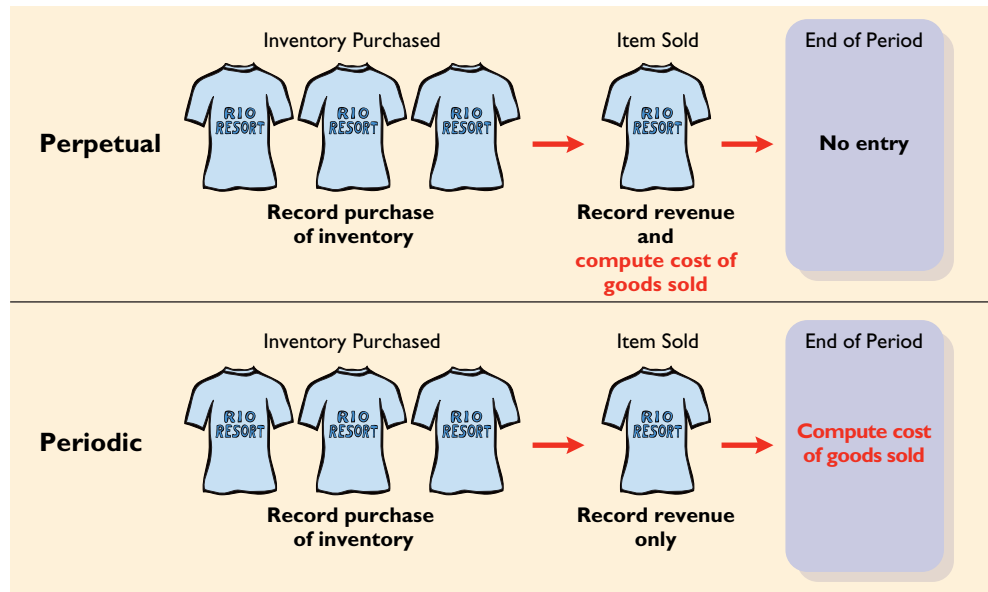 Inventory Purchased
Item Sold
End of Period
Perpetual
RIO
RESORT
RIO
RESORT
RIO
RESORT
RIO
RESORT
No entry
Record purchase
of inventory
Record revenue
and
compute cost of
goods sold
Inventory Purchased
Item Sold
End of Period
Periodic
RIO
RESORT
RIO
RESORT
RIO
RESORT
RIO
RESORT
Compute cost
of goods sold
Record purchase
of inventory
Record revenue
only